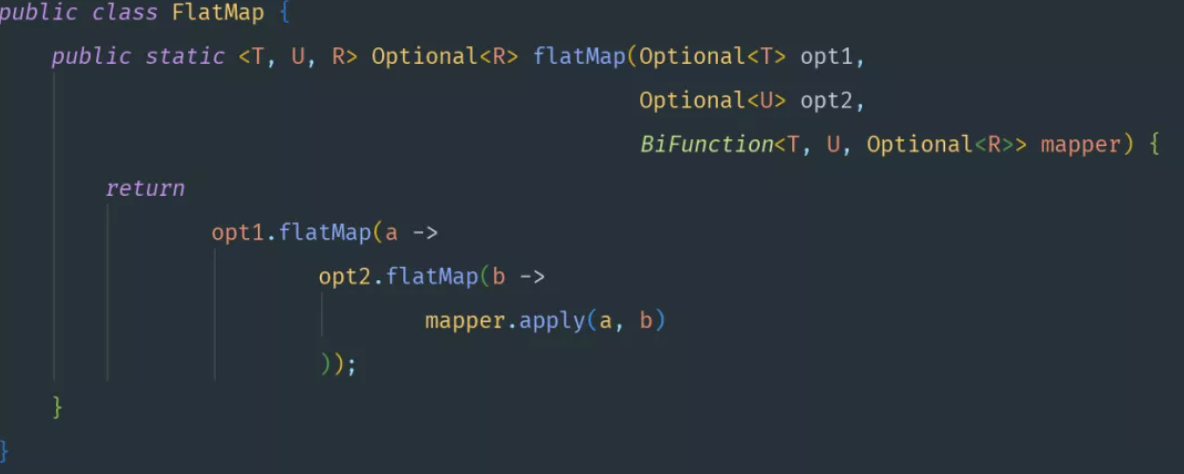 public class FlatMap {
public static <T, U, R> Optional<R> flatMap(Optional<T> opt1,
Optional<U> opt2,
BiFunction<T, U, Optional<R>> mapper) {
return
opt1.flatMap(a ->
opt2.flatMap(b ->
mapper.apply(a, b)
));
}
}